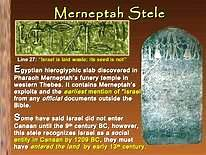 Merneptah Stele
Line 27: "Israel is laid waste; its seed is not"
Egyptian hieroglyphic slab discovered in
Pharaoh Merneptah's funery temple in
western Thebes. It contains Merneptah's
exploits and the earliest mention of "Israel"
from any official documents outside the
Bible.
Some have said Israel did not enter
Canaan until the 9th century BC, however,
this stele recognizes Israel as a social
entity in Canaan by 1209 BC, they must
have entered the land by early 13th century.